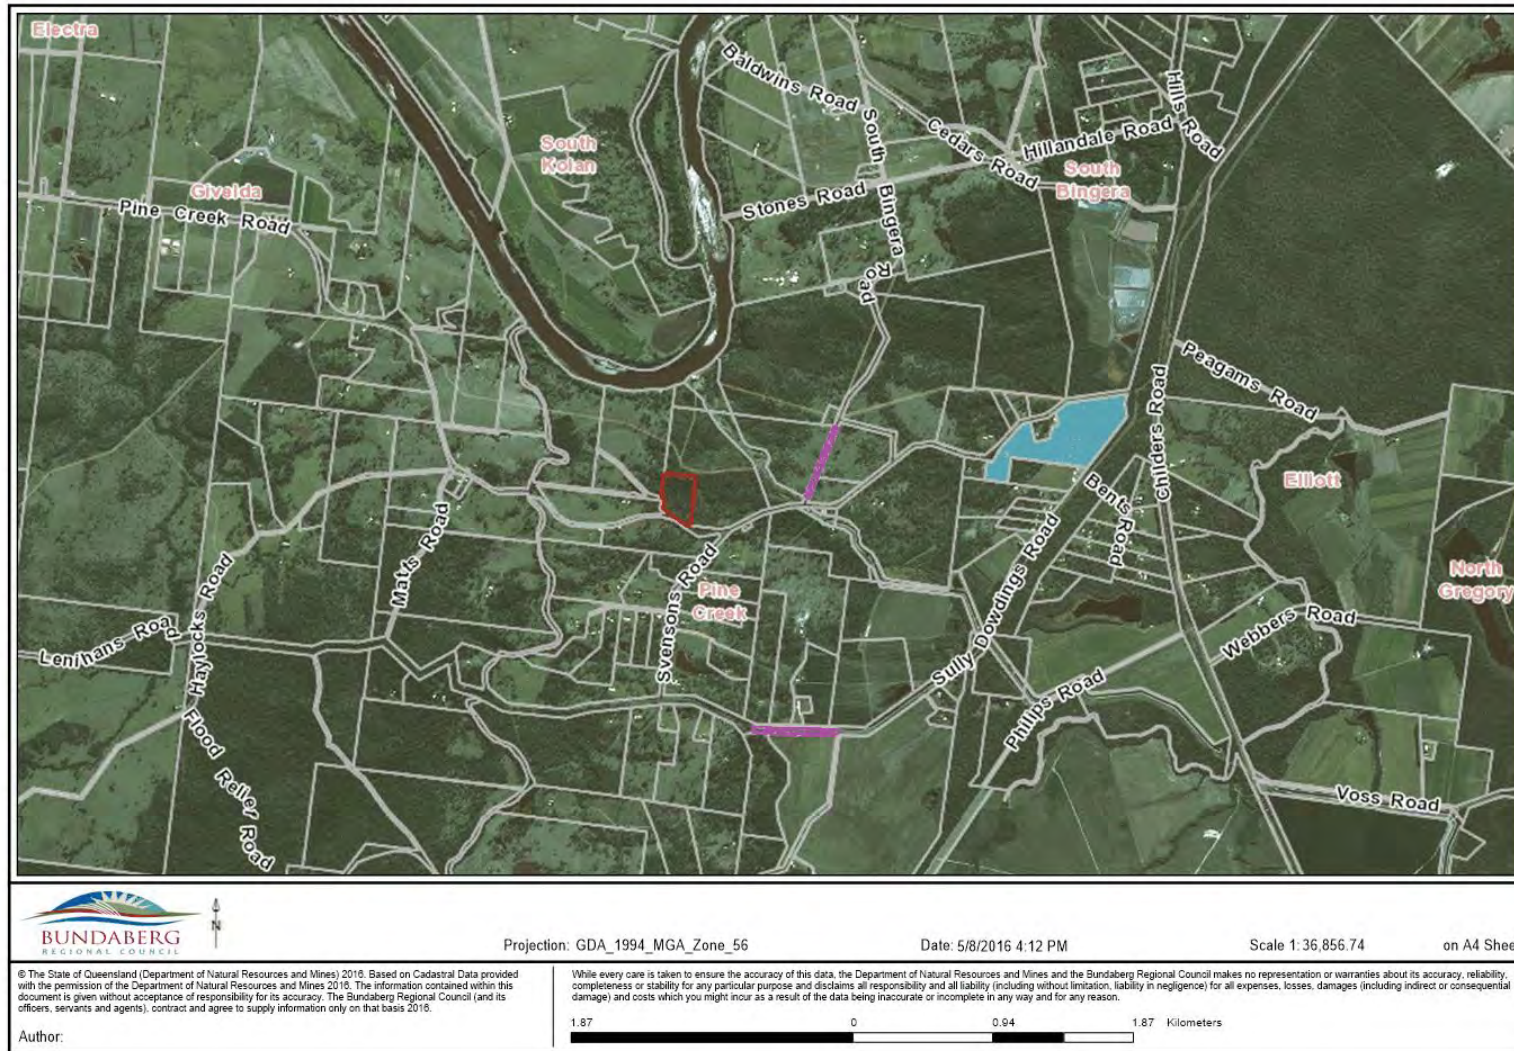 Electra
Baldwins Road
South Kolan
Cedars Road
Hillandale Road
Hills Road
South Bingera
Givelda
Pine Creek Road
Stones Road
South Bingera Road
Peagams Road
Childers Road
Elliott
Bents Road
Matts Road
North Gregory
Haylocks Road
Svensons Road
Pine Creek
Sully Dowdings Road
Webbers Road
Lenihans Road
Philips Road
Flood Relief Road
Voss Road
BUNDABERG
REGIONAL COUNCIL
N
Projection: GDA_1994_MGA_Zone_56
Date: 5/8/2016 4:12 PM
Scale 1: 36,856.74
on A4 Shee
© The State of Queensland (Department of Natural Resources and Mines) 2016. Based on Cadastral Data provided
with the permission of the Department of Natural Resources and Mines 2016. The information contained within this
document is given without acceptance of responsibility for its accuracy. The Bundaberg Regional Council (and its
officers, servants and agents), contract and agree to supply information only on that basis 2016.
Author:
While every care is taken to ensure the accuracy of this data, the Department of Natural Resources and Mines and the Bundaberg Regional Council makes no representation or warranties about its accuracy, reliability,
completeness or stability for any particular purpose and disclaims all responsibility and all liability (including without limitation, liability in negligence) for all expenses, losses, damages (including indirect or consequential
damage) and costs which you might incur as a result of the data being inaccurate or incomplete in any way and for any reason.
1.87 0 0.94 1.87 Kilometers